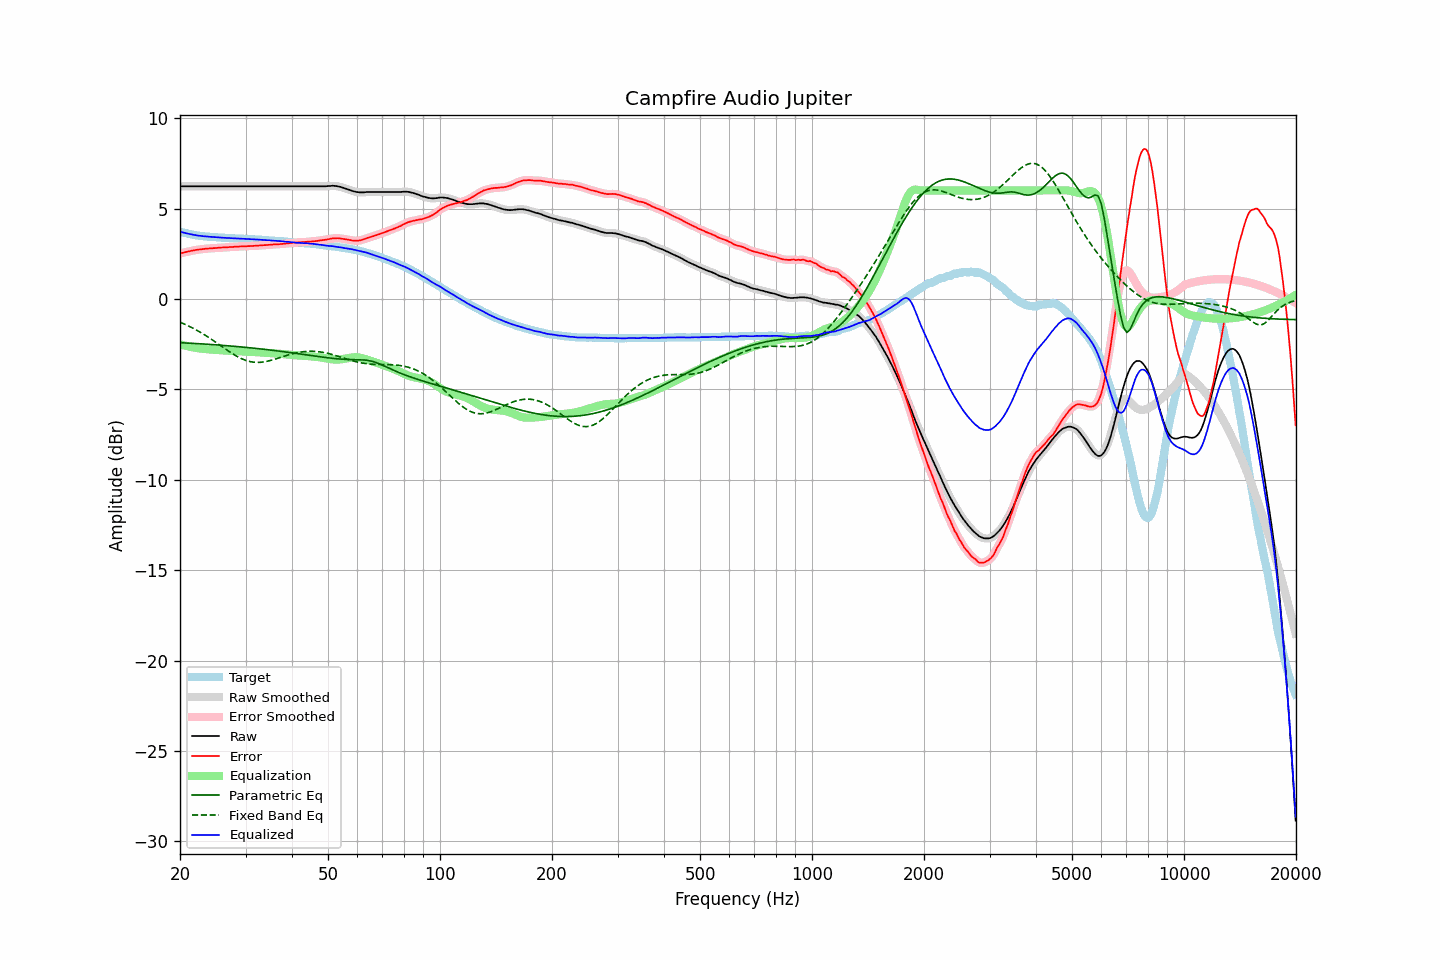 Campfire Audio Jupiter
10
5
0
−5
−10
−15
−20
−25
−30
Amplitude (dBr)
Target
Raw Smoothed
Error Smoothed
Raw
Error
Equalization
Parametric Eq
Fixed Band Eq
Equalized
20 50 100 200 500 1000 2000 5000 10000 20000
Frequency (Hz)